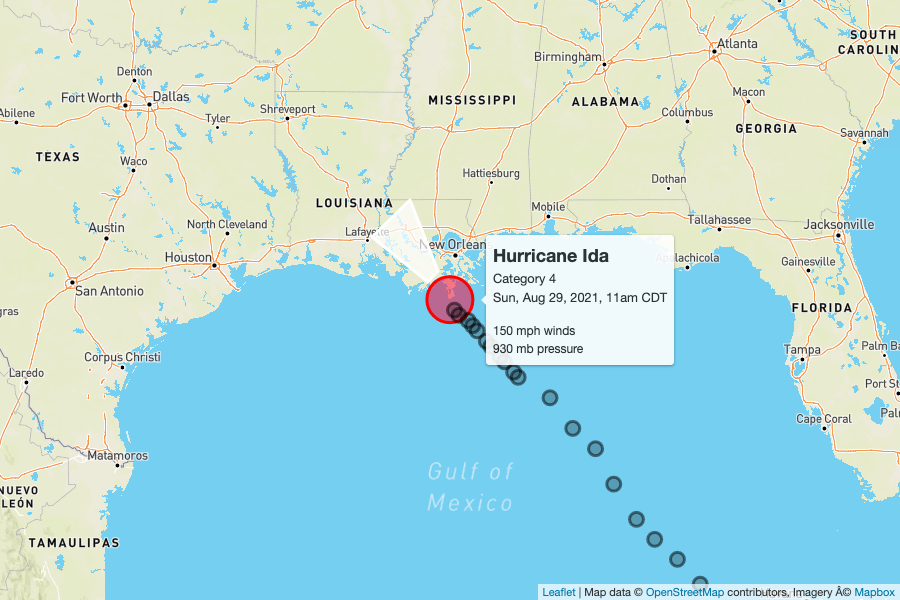 SOUTH
CAROLIN
Atlanta
Birmingham
Denton
Fort Worth
Dallas
Abilene
Tyler
Shreveport
MISSISSIPPI
ALABAMA
Macon
Columbus
GEORGIA
Savannah
TEXAS
Waco
Hattiesburg
Dothan
LOUISIANA
Mobile
Tallahassee
Jacksonville
Austin
North Cleveland
Lafayette
New Orlean
Houston
Apalachicola
Gainesville
San Antonio
gras
FLORIDA
Hurricane Ida
Category 4
Sun, Aug 29, 2021, 11am CDT
150 mph winds
930 mb pressure
Corpus Christi
Tampa
Palm Ba
Laredo
Port St
Cape Coral
Palm
Matamoros
Gulf of
Mexico
NUEVO
LEÓN
TAMAULIPAS
Leaflet | Map data © OpenStreetMap contributors, Imagery Â© Mapbox